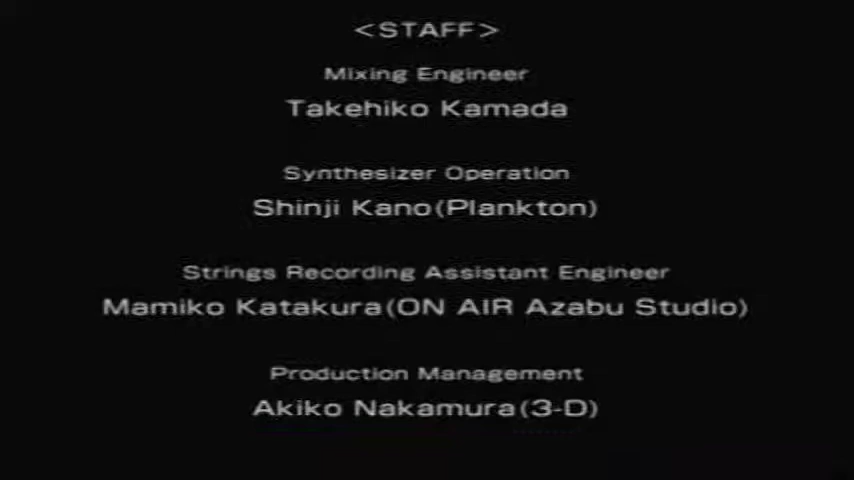 <STAFF>
Mixing Engineer
Takehiko Kamada
Synthesizer Operation
Shinji Kano(Plankton)
Strings Recording Assistant Engineer
Mamiko Katakura(ON AIR Azabu Studio)
Production Management
Akiko Nakamura(3-D)